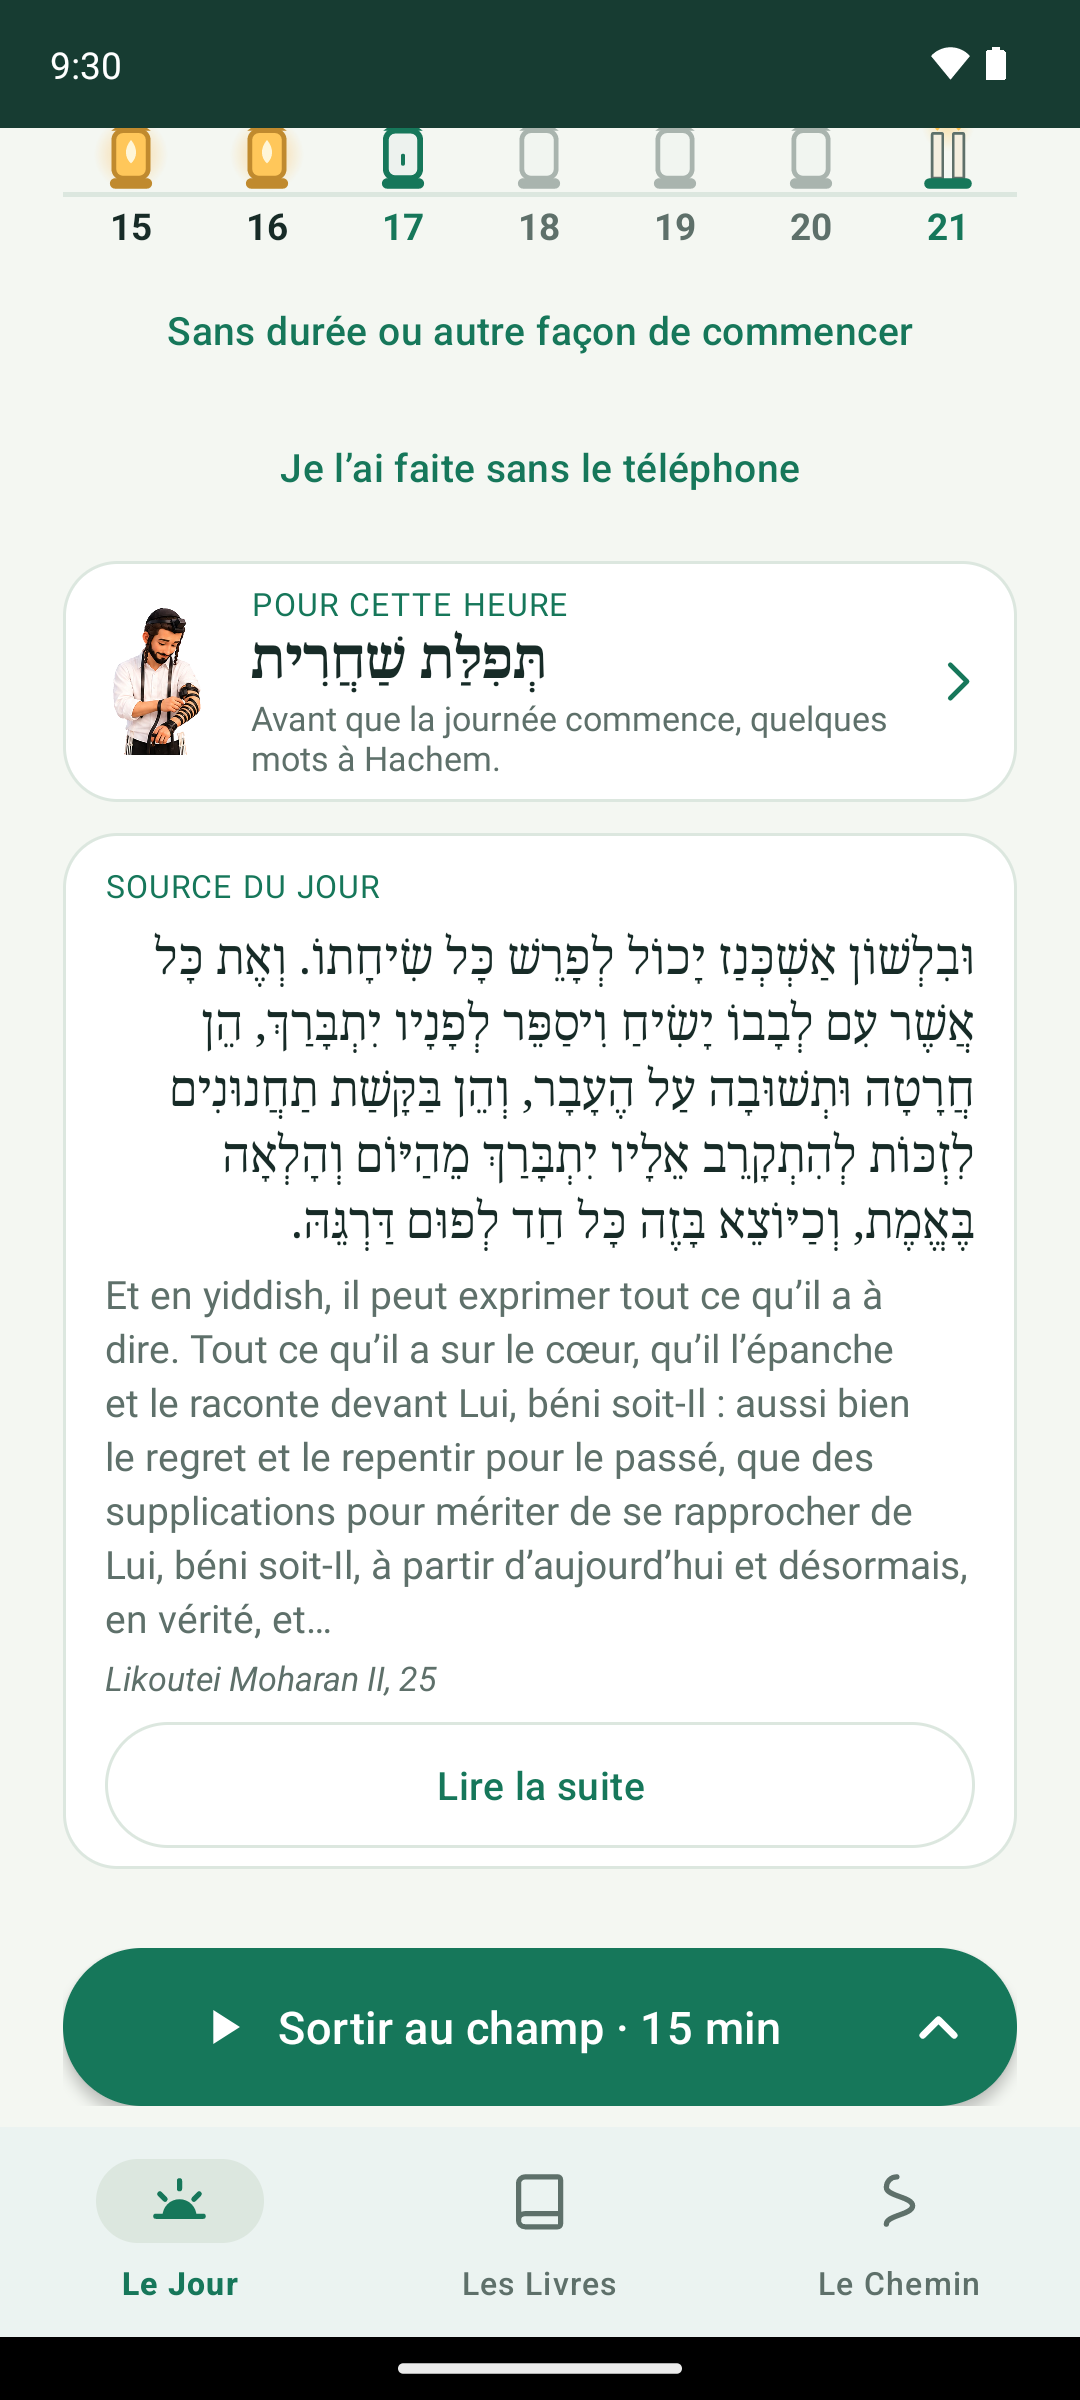 9:30
15 16 17 18 19 20 21
Sans durée ou autre façon de commencer
Je l’ai faite sans le téléphone
POUR CETTE HEURE
תְּפִלַּת שַׁחֲרִית
Avant que la journée commence, quelques
mots à Hachem.
SOURCE DU JOUR
וּבִלְשׁוֹן אַשְׁכְּנַז יָכוֹל לְפָרֵשׁ כָּל שִׂיחָתוֹ. וְאֶת כָּל
אֲשֶׁר עִם לְבָבוֹ יָשִׂיחַ וִיסַפֵּר לְפָנָיו יִתְבָּרַךְ, הֵן
חֲרָטָה וּתְשׁוּבָה עַל הֶעָבָר, וְהֵן בַּקָּשַׁת תַּחֲנוּנִים
לִזְכּוֹת לְהִתְקָרֵב אֵלָיו יִתְבָּרַךְ מֵהַיּוֹם וְהָלְאָה
בֶּאֱמֶת, וְכַיּוֹצֵא בָּזֶה כָּל חַד לְפוּם דַּרְגֵּהּ.
Et en yiddish, il peut exprimer tout ce qu’il a à
dire. Tout ce qu’il a sur le cœur, qu’il l’épanche
et le raconte devant Lui, béni soit-Il : aussi bien
le regret et le repentir pour le passé, que des
supplications pour mériter de se rapprocher de
Lui, béni soit-Il, à partir d’aujourd’hui et désormais,
en vérité, et…
Likoutei Moharan II, 25
Lire la suite
Sortir au champ · 15 min
Le Jour
Les Livres
Le Chemin